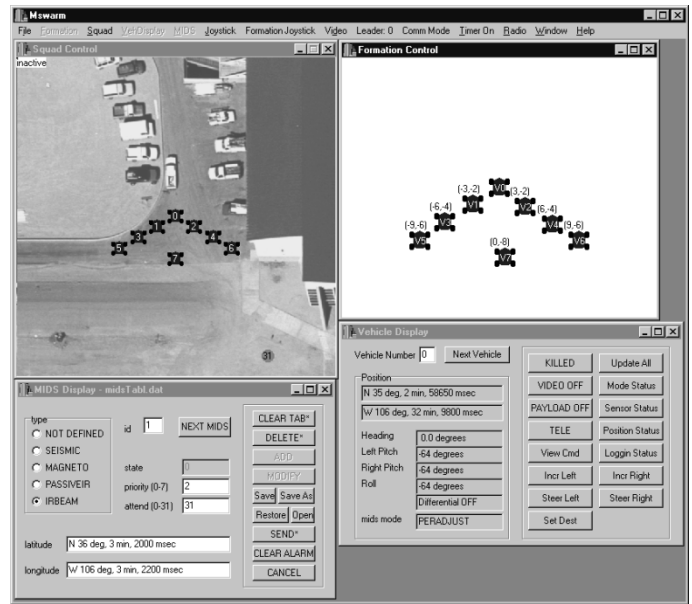 Mswarm
File Formation Squad VehDisplay MIDS Joystick Formation Joystick Video Leader: 0 Comm Mode Timer On Radio Window Help
Squad Control
inactive
0
1 2
3 4
5 6
7
31
Formation Control
V0
(-3,-2) (3,-2)
V1 V2
(-6,-4) (6,-4)
V3 V4
(-9,-6) (9,-6)
V5 V6
(0,-8)
V7
MIDS Display - midsTabl.dat
type
NOT DEFINED
SEISMIC
MAGNETO
PASSIVEIR
IRBEAM
id 1 NEXT MIDS
state 0
priority (0-7) 2
attend (0-31) 31
latitude N 36 deg, 3 min, 2000 msec
longitude W 106 deg, 3 min, 2200 msec
CLEAR TAB*
DELETE*
ADD
MODIFY
Save Save As
Restore Open
SEND*
CLEAR ALARM
CANCEL
Vehicle Display
Vehicle Number 0 Next Vehicle
Position
N 35 deg, 2 min, 58650 msec
W 106 deg, 32 min, 9800 msec
Heading 0.0 degrees
Left Pitch -64 degrees
Right Pitch -64 degrees
Roll -64 degrees
Differential OFF
mids mode PERADJUST
KILLED Update All
VIDEO OFF Mode Status
PAYLOAD OFF Sensor Status
TELE Position Status
View Cmd Loggin Status
Incr Left Incr Right
Steer Left Steer Right
Set Dest